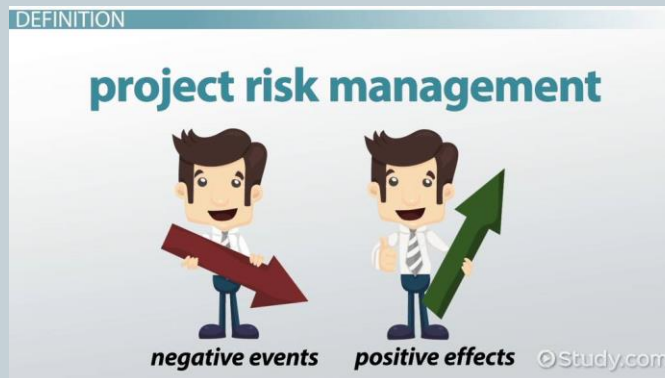 DEFINITION
project risk management
negative events positive effects
Study.com